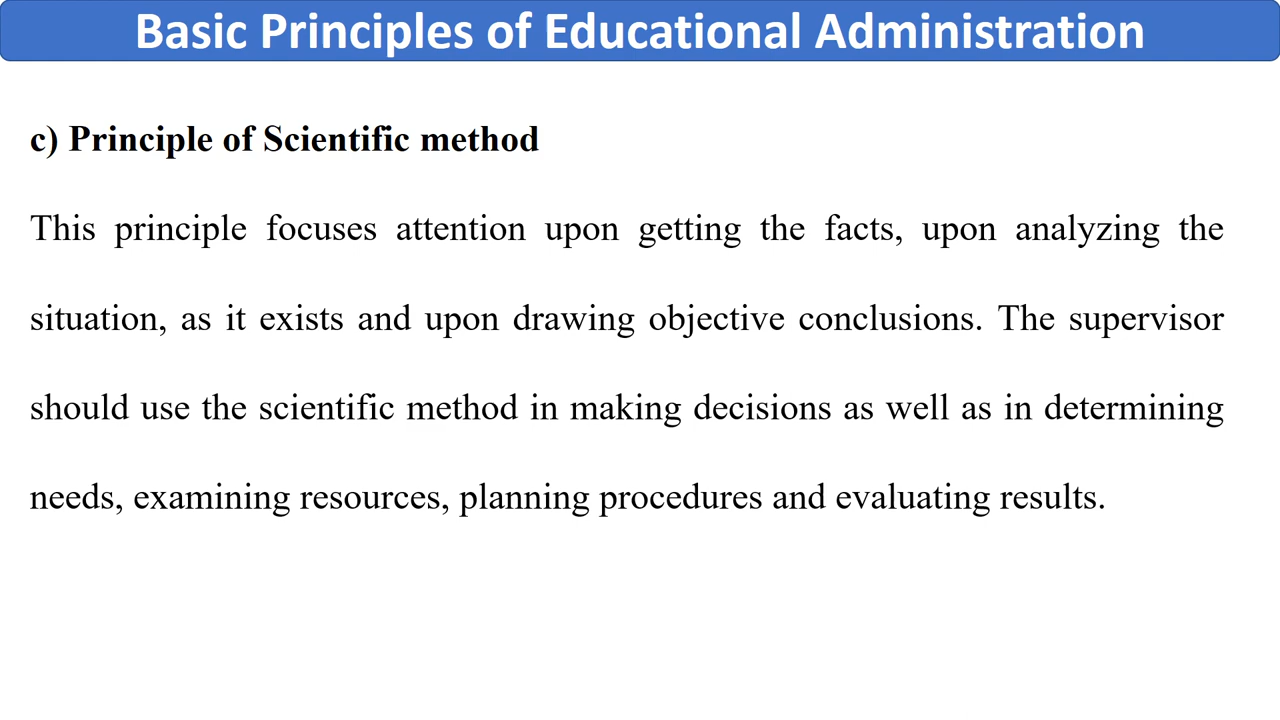 Basic Principles of Educational Administration
c) Principle of Scientific method
This principle focuses attention upon getting the facts, upon analyzing the
situation, as it exists and upon drawing objective conclusions. The supervisor
should use the scientific method in making decisions as well as in determining
needs, examining resources, planning procedures and evaluating results.